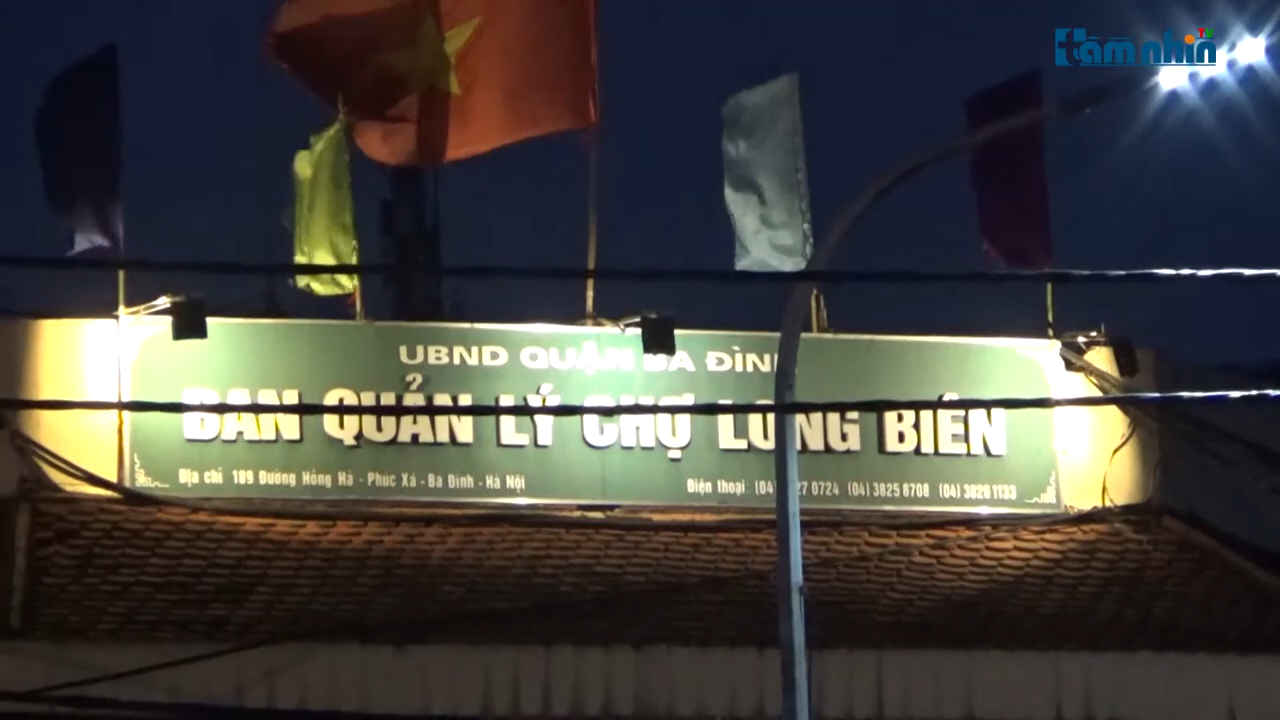 tamnhìn TV
UBND QUẬN BA ĐÌNH
BAN QUẢN LÝ CHỢ LONG BIÊN
Địa chỉ 189 Đường Hồng Hà - Phúc Xá - Ba Đình - Hà Nội
Điện thoại: (04) 0724 (04) 3825 8708 (04) 3828 1133